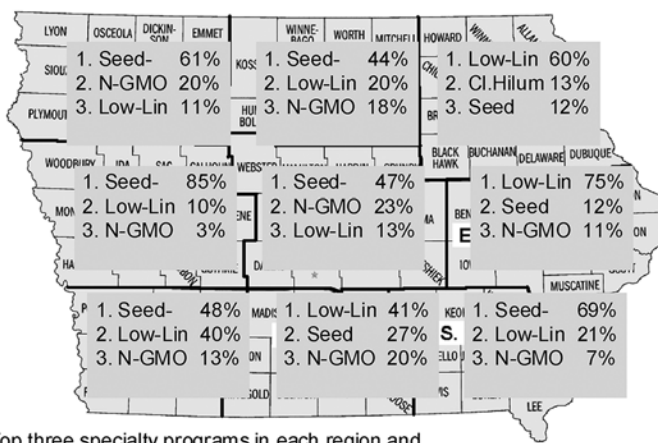 LYON OSCEOLA DICKIN-SON EMMET WINNE-BAGO WORTH MITCHELL HOWARD
1. Seed- 61%
2. N-GMO 20%
3. Low-Lin 11%
1. Seed- 44%
2. Low-Lin 20%
3. N-GMO 18%
1. Low-Lin 60%
2. Cl.Hilum 13%
3. Seed 12%
WOODBURY IDA SAC CALHOUN WEBSTER BLACK HAWK BUCHANAN DELAWARE DUBUQUE
1. Seed- 85%
2. Low-Lin 10%
3. N-GMO 3%
1. Seed- 47%
2. N-GMO 23%
3. Low-Lin 13%
1. Low-Lin 75%
2. Seed 12%
3. N-GMO 11%
MUSCATINE
1. Seed- 48%
2. Low-Lin 40%
3. N-GMO 13%
1. Low-Lin 41%
2. Seed 27%
3. N-GMO 20%
S.
1. Seed- 69%
2. Low-Lin 21%
3. N-GMO 7%
LEE
top three specialty programs in each region and